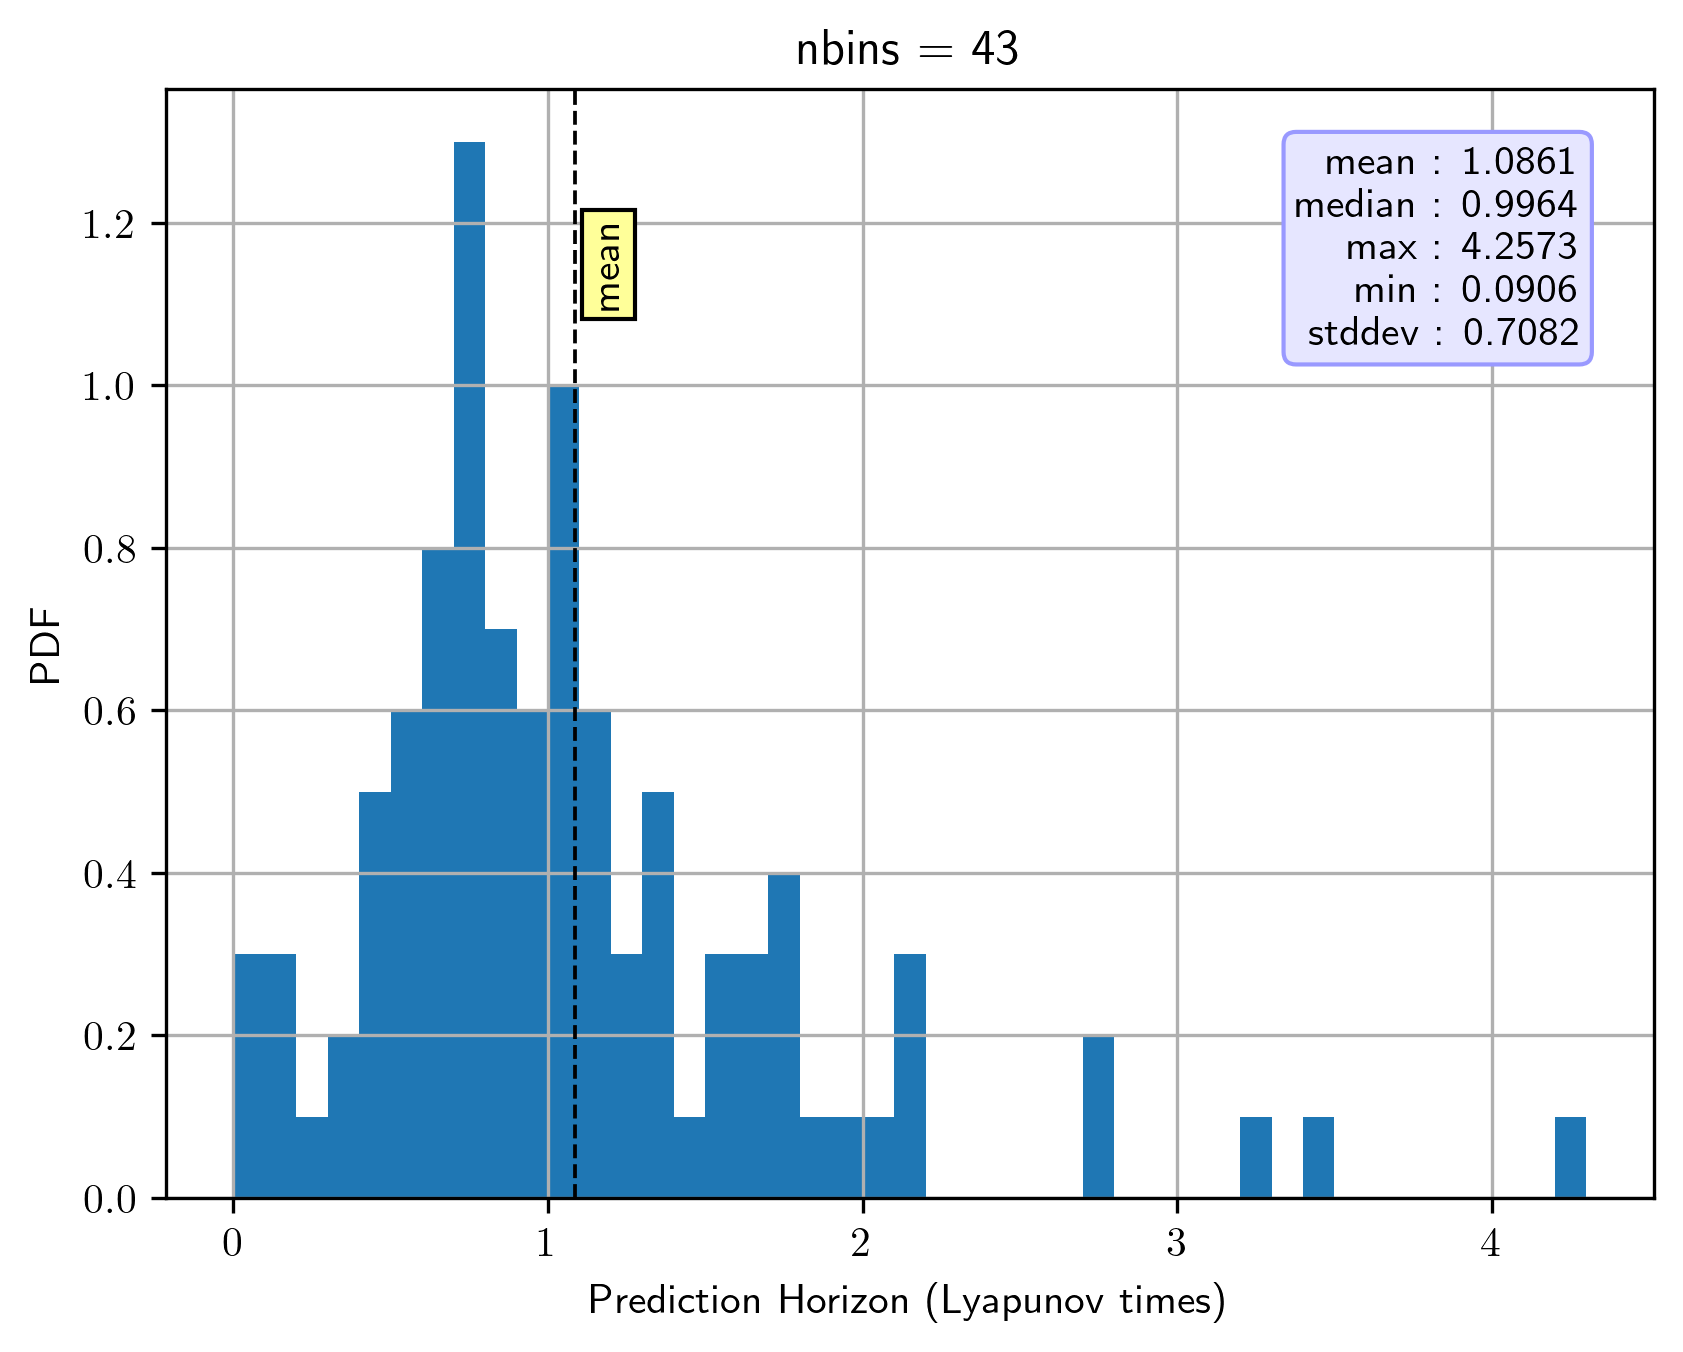 nbins = 43
mean : 1.0861
median : 0.9964
max : 4.2573
min : 0.0906
stddev : 0.7082
mean
PDF
1.2
1.0
0.8
0.6
0.4
0.2
0.0
0 1 2 3 4
Prediction Horizon (Lyapunov times)